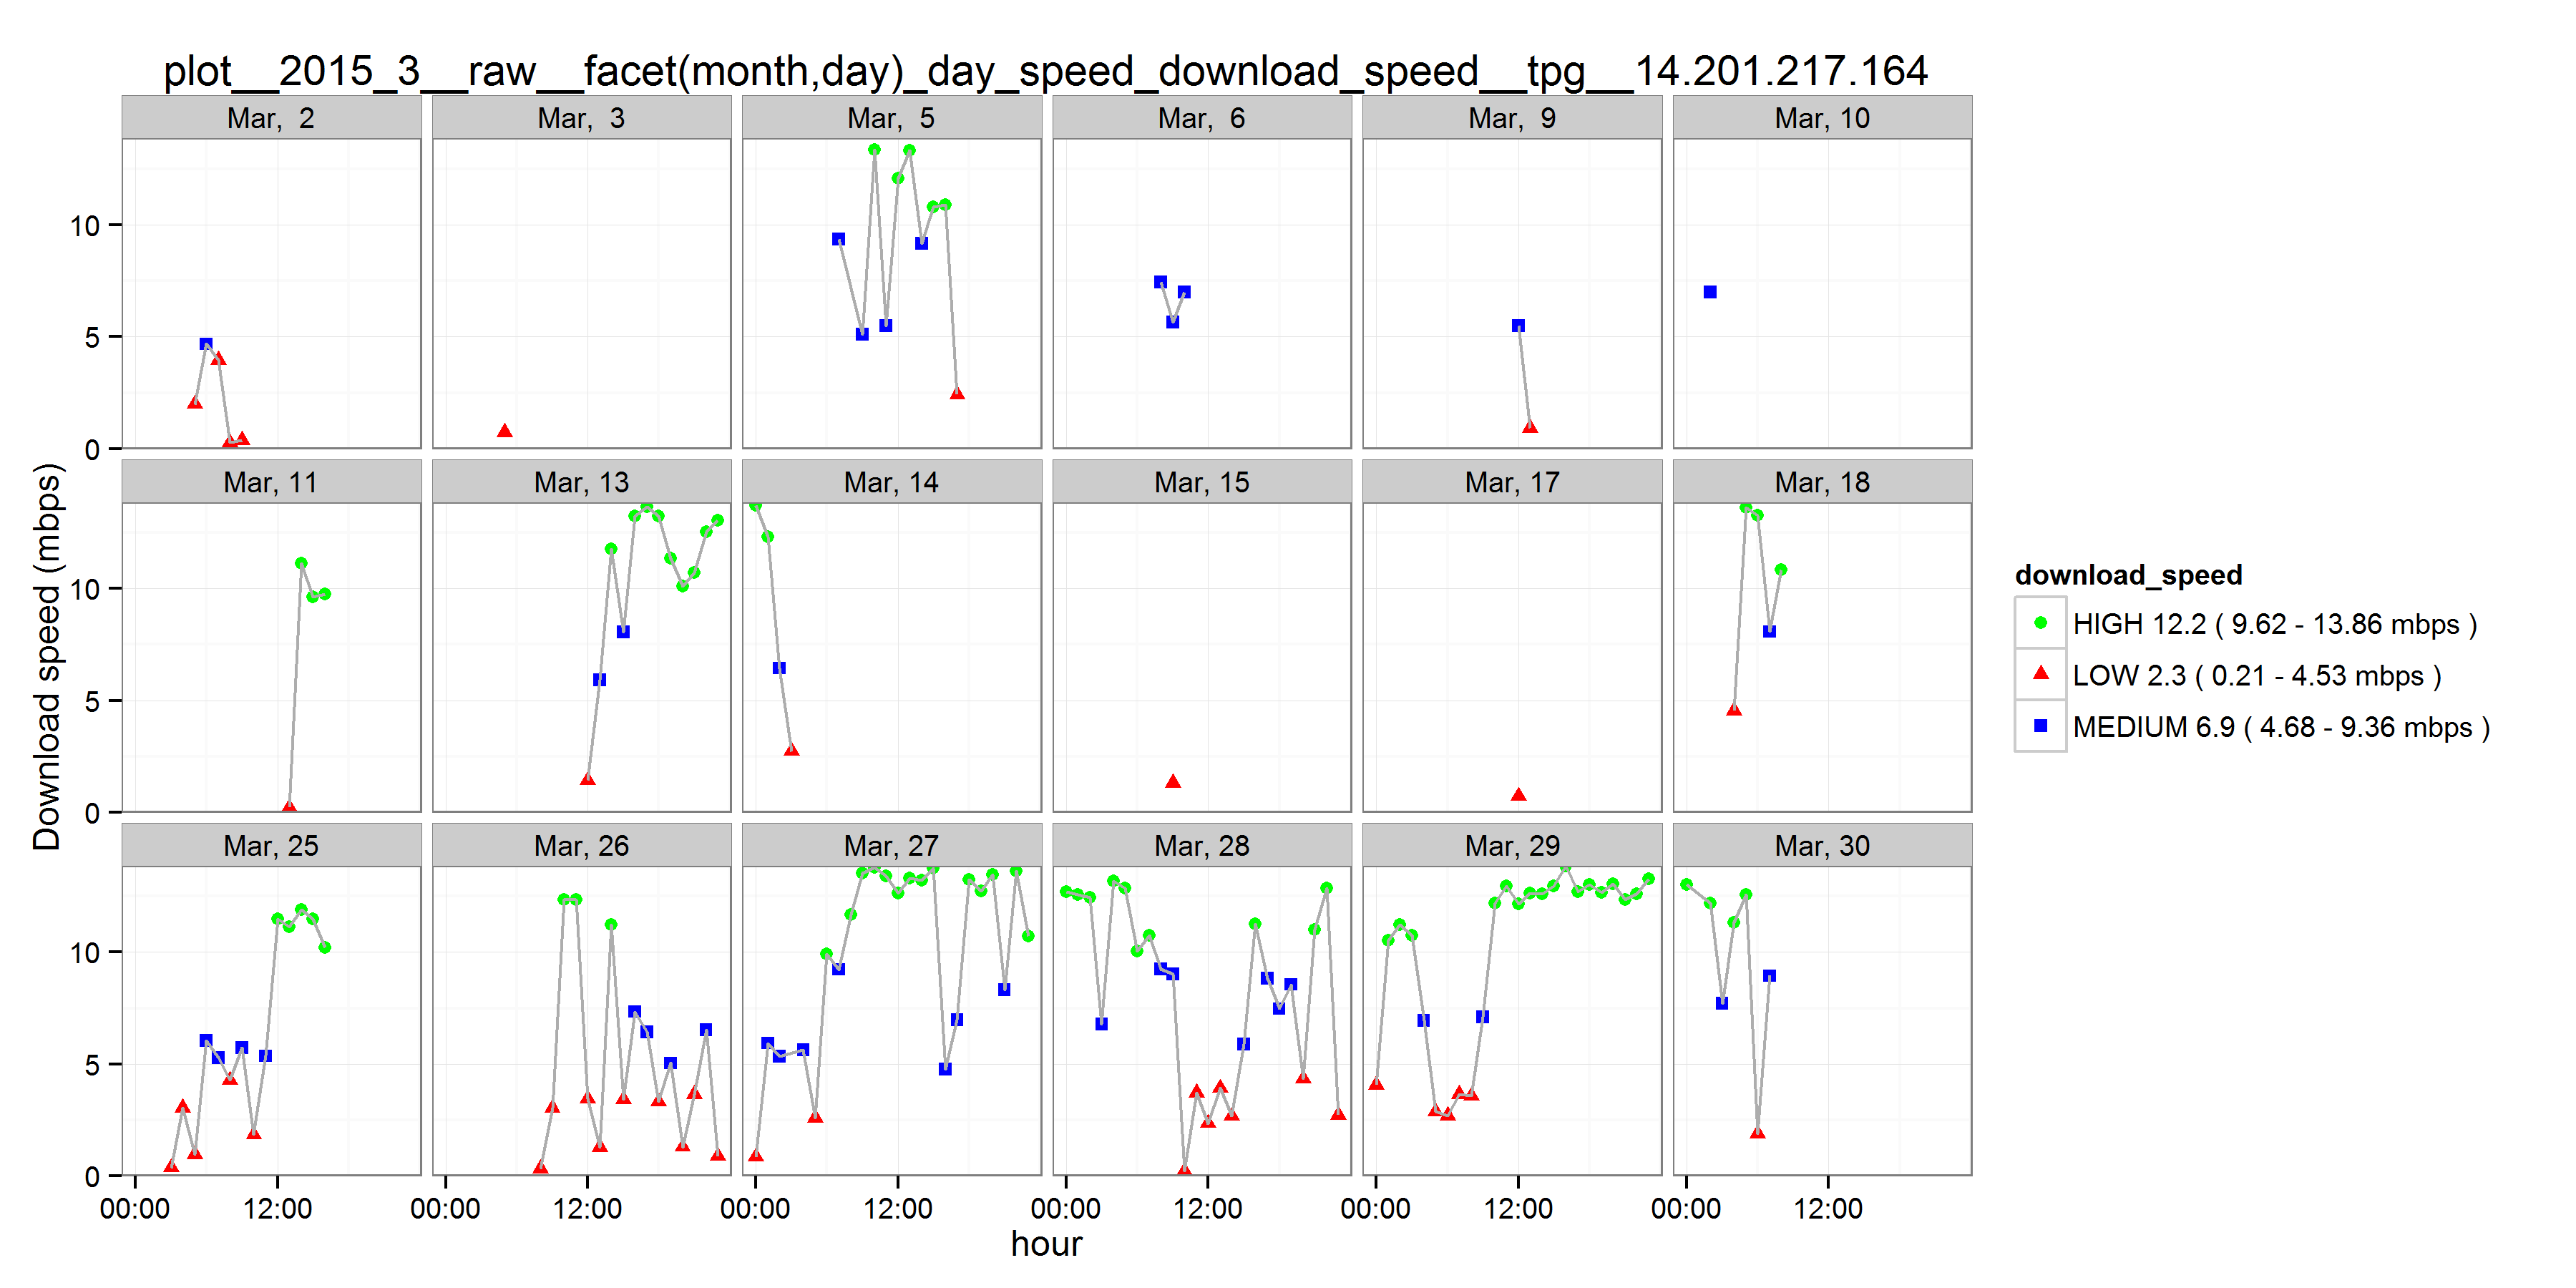 plot__2015_3__raw__facet(month,day)_day_speed_download_speed__tpg__14.201.217.164
Mar,  2
Mar,  3
Mar,  5
Mar,  6
Mar,  9
Mar, 10
10
5
0
Mar, 11
Mar, 13
Mar, 14
Mar, 15
Mar, 17
Mar, 18
10
5
0
Mar, 25
Mar, 26
Mar, 27
Mar, 28
Mar, 29
Mar, 30
10
5
0
00:00 12:00 00:00 12:00 00:00 12:00 00:00 12:00 00:00 12:00 00:00 12:00
hour
Download speed (mbps)
download_speed
HIGH 12.2 ( 9.62 - 13.86 mbps )
LOW 2.3 ( 0.21 - 4.53 mbps )
MEDIUM 6.9 ( 4.68 - 9.36 mbps )